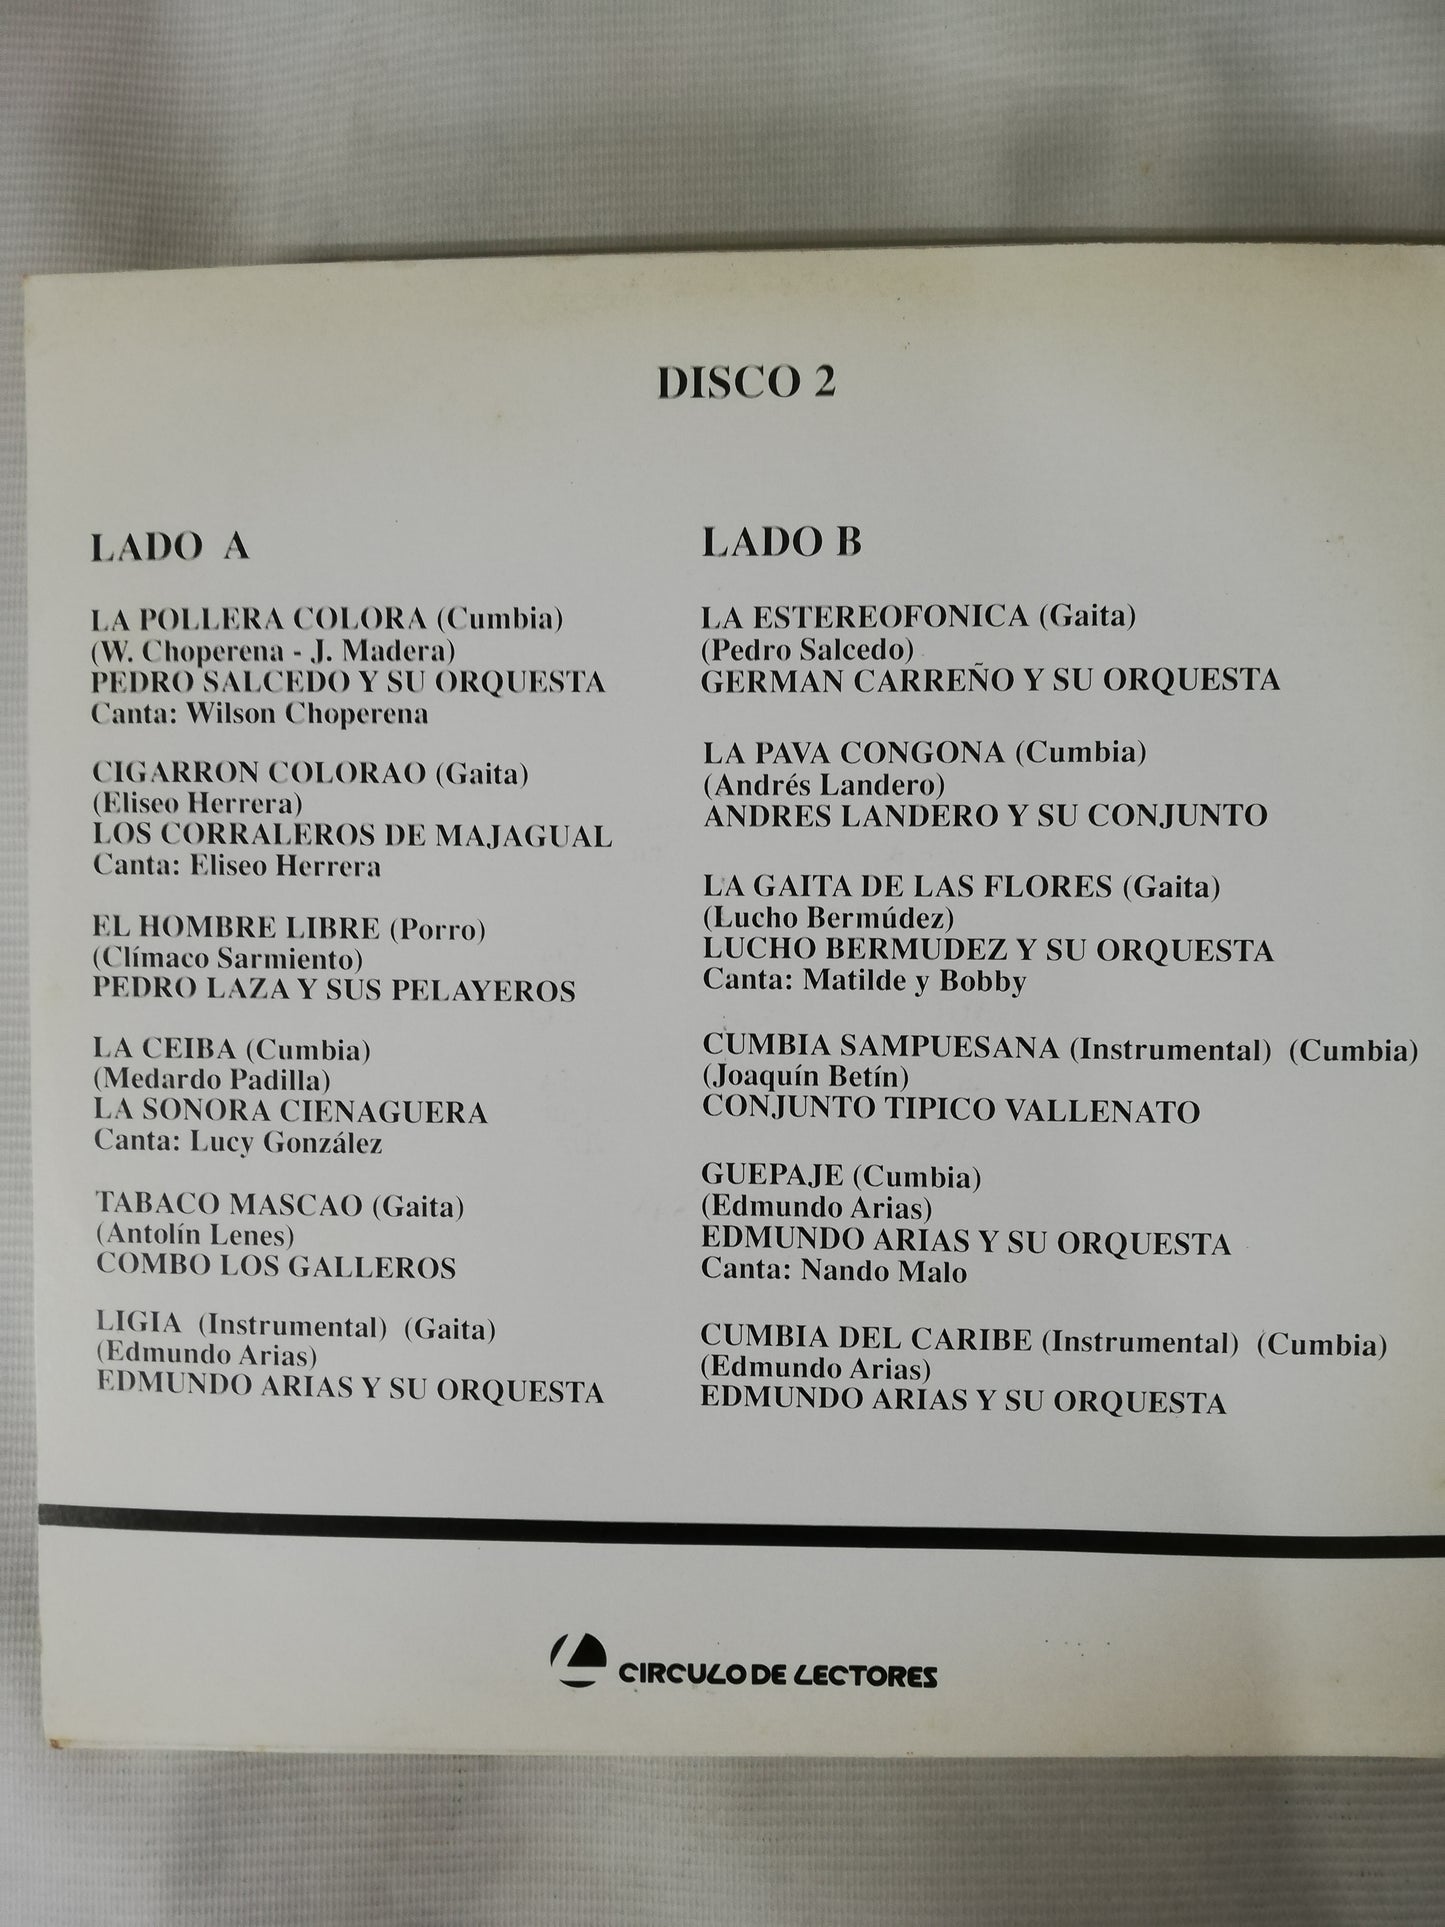 DISCO 2
LADO A
LA POLLERA COLORA (Cumbia)
(W. Choperena - J. Madera)
PEDRO SALCEDO Y SU ORQUESTA
Canta: Wilson Choperena
CIGARRON COLORAO (Gaita)
(Eliseo Herrera)
LOS CORRALEROS DE MAJAGUAL
Canta: Eliseo Herrera
EL HOMBRE LIBRE (Porro)
(Clímaco Sarmiento)
PEDRO LAZA Y SUS PELAYEROS
LA CEIBA (Cumbia)
(Medardo Padilla)
LA SONORA CIENAGUERA
Canta: Lucy González
TABACO MASCAO (Gaita)
(Antolín Lenes)
COMBO LOS GALLEROS
LIGIA (Instrumental) (Gaita)
(Edmundo Arias)
EDMUNDO ARIAS Y SU ORQUESTA
LADO B
LA ESTEREOFONICA (Gaita)
(Pedro Salcedo)
GERMAN CARREÑO Y SU ORQUESTA
LA PAVA CONGONA (Cumbia)
(Andrés Landero)
ANDRES LANDERO Y SU CONJUNTO
LA GAITA DE LAS FLORES (Gaita)
(Lucho Bermúdez)
LUCHO BERMUDEZ Y SU ORQUESTA
Canta: Matilde y Bobby
CUMBIA SAMPUESANA (Instrumental) (Cumbia)
(Joaquín Betín)
CONJUNTO TIPICO VALLENATO
GUEPAJE (Cumbia)
(Edmundo Arias)
EDMUNDO ARIAS Y SU ORQUESTA
Canta: Nando Malo
CUMBIA DEL CARIBE (Instrumental) (Cumbia)
(Edmundo Arias)
EDMUNDO ARIAS Y SU ORQUESTA
CIRCULO DE LECTORES